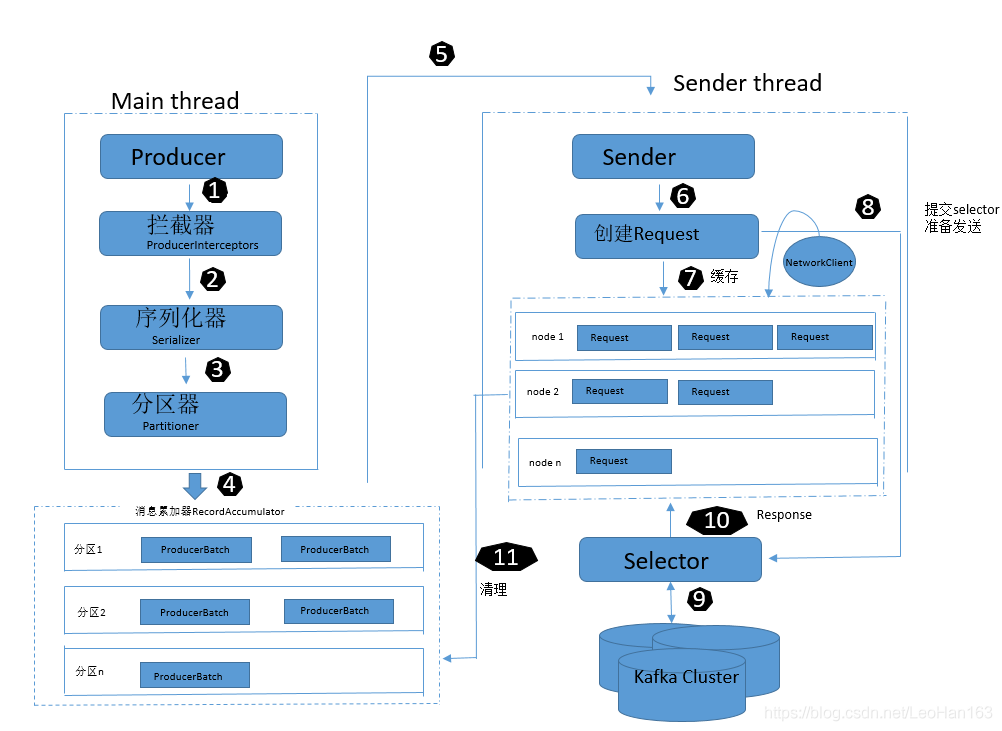 Main thread
Producer
1
拦截器
ProducerInterceptors
2
序列化器
Serializer
3
分区器
Partitioner
4
消息累加器RecordAccumulator
分区1
ProducerBatch
ProducerBatch
分区2
ProducerBatch
ProducerBatch
分区n
ProducerBatch
5
Sender thread
Sender
6
创建Request
7
缓存
8
提交selector
准备发送
NetworkClient
node 1
Request
Request
Request
node 2
Request
Request
node n
Request
10
Response
11
清理
Selector
9
Kafka Cluster
https://blog.csdn.net/LeoHan163